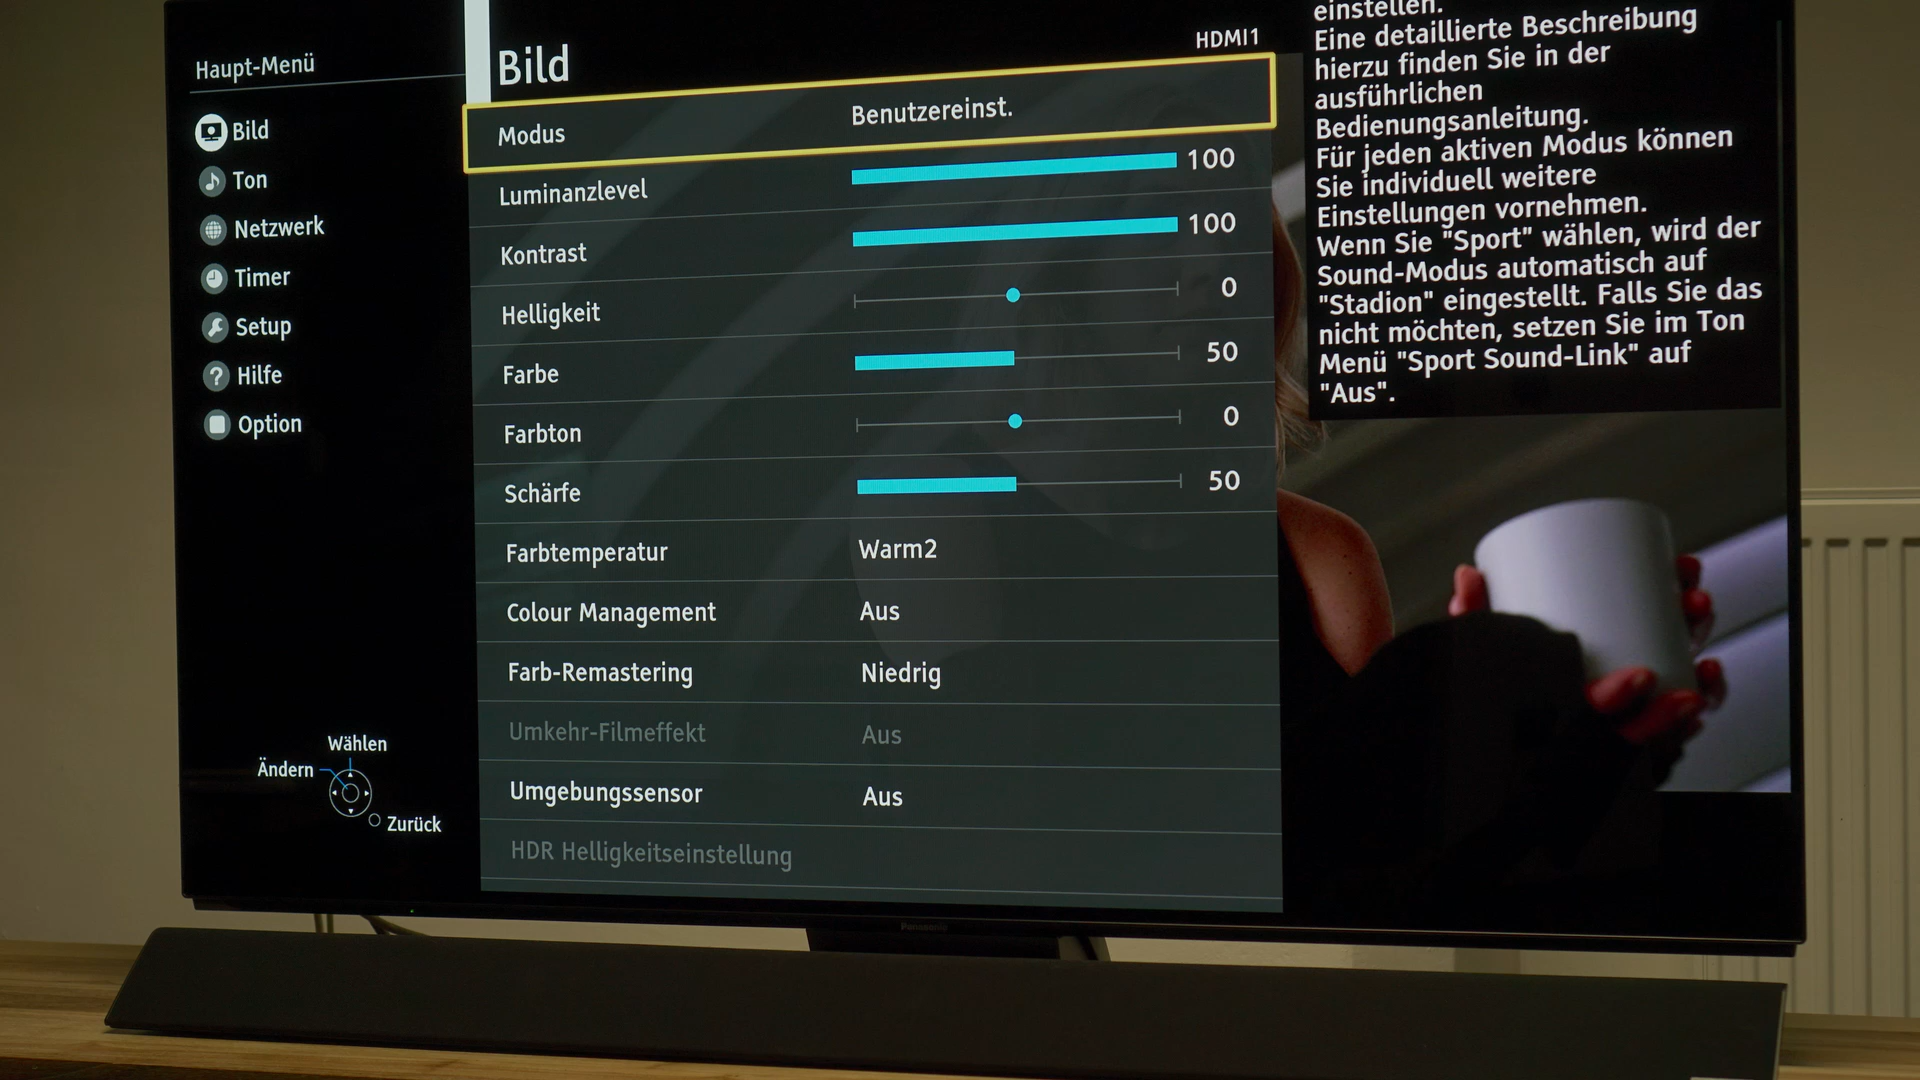 Haupt-Menü
Bild
Ton
Netzwerk
Timer
Setup
Hilfe
Option
Wählen
Ändern
Zurück
Bild
HDMI1
Modus Benutzereinst.
Luminanzlevel 100
Kontrast 100
Helligkeit 0
Farbe 50
Farbton 0
Schärfe 50
Farbtemperatur Warm2
Colour Management Aus
Farb-Remastering Niedrig
Umkehr-Filmeffekt Aus
Umgebungssensor Aus
HDR Helligkeitseinstellung
einstellen.
Eine detaillierte Beschreibung
hierzu finden Sie in der
ausführlichen
Bedienungsanleitung.
Für jeden aktiven Modus können
Sie individuell weitere
Einstellungen vornehmen.
Wenn Sie "Sport" wählen, wird der
Sound-Modus automatisch auf
"Stadion" eingestellt. Falls Sie das
nicht möchten, setzen Sie im Ton
Menü "Sport Sound-Link" auf
"Aus".
Panasonic